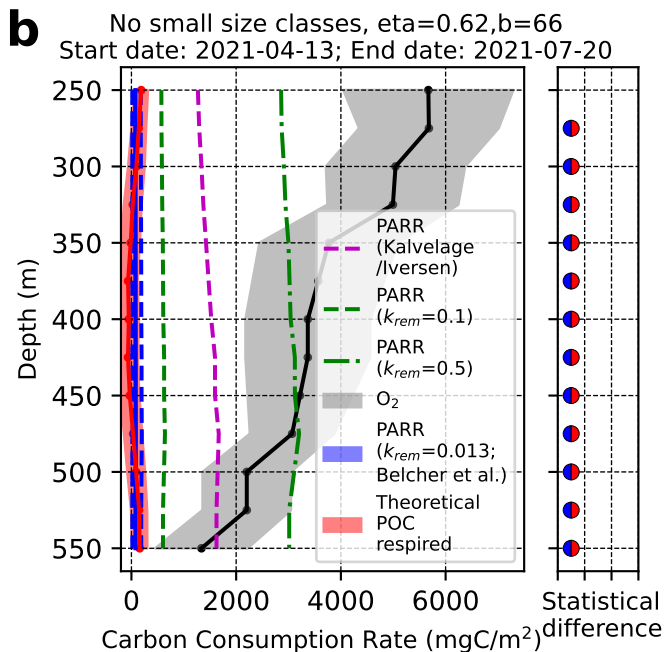 b
No small size classes, eta=0.62,b=66
Start date: 2021-04-13; End date: 2021-07-20
Depth (m)
250
300
350
400
450
500
550
PARR
(Kalvelage
/Iversen)
PARR
(k_rem=0.1)
PARR
(k_rem=0.5)
O₂
PARR
(k_rem=0.013;
Belcher et al.)
Theoretical
POC
respired
0 2000 4000 6000
Carbon Consumption Rate (mgC/m²)
Statistical
difference